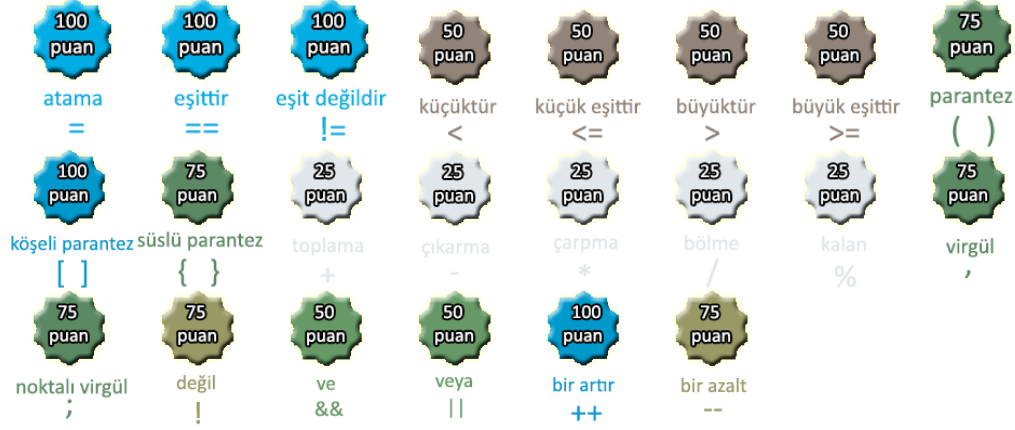 100 puan 100 puan 100 puan 50 puan 50 puan 50 puan 50 puan 75 puan
atama eşittir eşit değildir küçüktür küçük eşittir büyüktür büyük eşittir parantez
= == != < <= > >= ( )
100 puan 75 puan 25 puan 25 puan 25 puan 25 puan 25 puan 75 puan
köşeli parantez süslü parantez toplama çıkarma çarpma bölme kalan virgül
[ ] { } + - * / % ,
75 puan 75 puan 50 puan 50 puan 100 puan 75 puan
noktalı virgül değil ve veya bir artır bir azalt
; ! && || ++ --